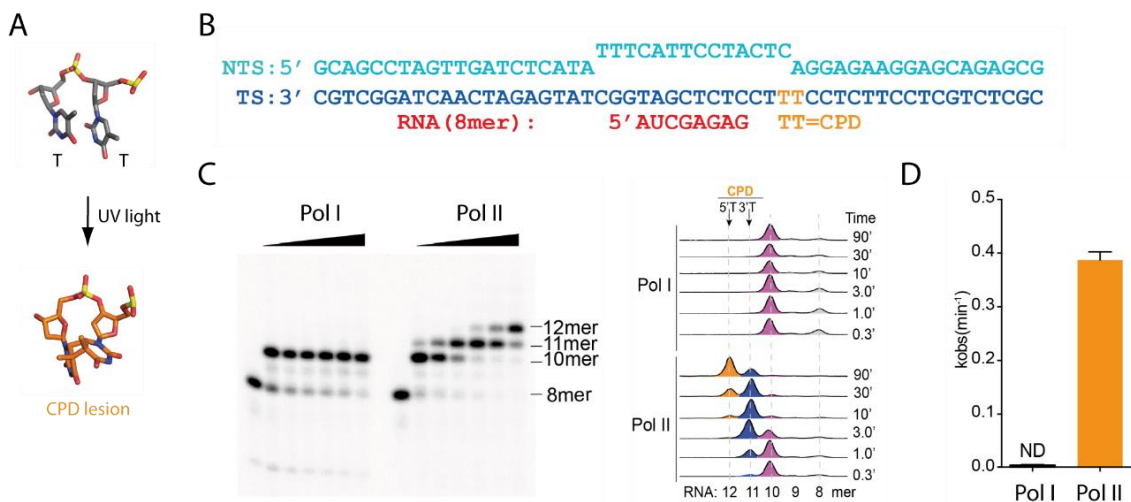 A
T T
UV light
CPD lesion
B
TTTCATTCCTACTC
NTS:5' GCAGCCTAGTTGATCTCATA AGGAGAAGGAGCAGAGCG
TS:3' CGTCGGATCAACTAGAGTATCGGTAGCTCTCCTTTCCTCTTCCTCGTCTCGC
RNA(8mer): 5'AUCGAGAG TT=CPD
C
Pol I Pol II
12mer
11mer
10mer
8mer
CPD
5'T 3'T Time
90'
30'
10'
3.0'
1.0'
0.3'
Pol I
90'
30'
10'
3.0'
1.0'
0.3'
Pol II
RNA: 12 11 10 9 8 mer
D
kobs(min⁻¹)
0.5
0.4
0.3
0.2
0.1
0.0
ND
Pol I Pol II